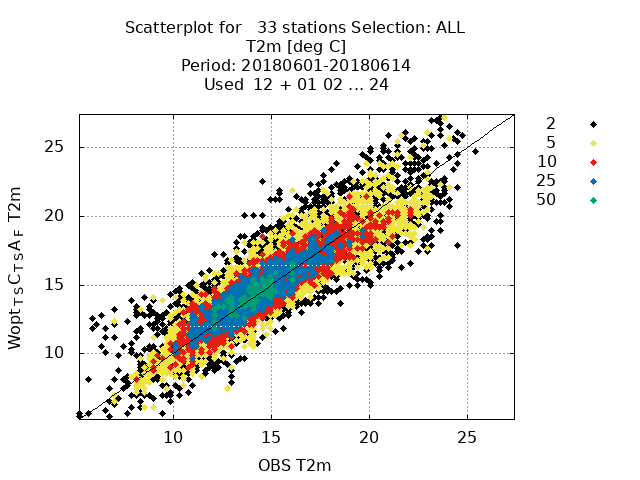 Scatterplot for   33 stations Selection: ALL
T2m [deg C]
Period: 20180601-20180614
Used  12 + 01 02 ... 24
2
5
10
25
50
25
20
15
10
Wopt_TS C_TS A_F T2m
10 15 20 25
OBS T2m